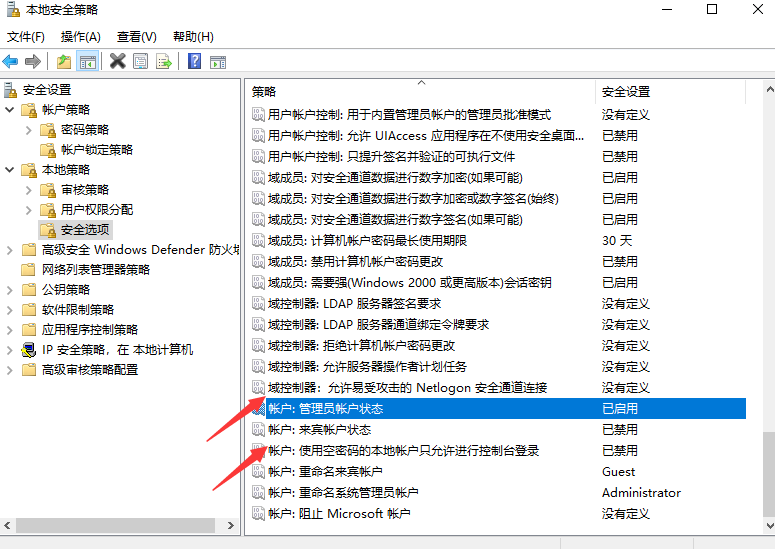 本地安全策略
文件(F) 操作(A) 查看(V) 帮助(H)
安全设置
帐户策略
密码策略
帐户锁定策略
本地策略
审核策略
用户权限分配
安全选项
高级安全 Windows Defender 防火墙
网络列表管理器策略
公钥策略
软件限制策略
应用程序控制策略
IP 安全策略，在 本地计算机
高级审核策略配置
策略 安全设置
用户帐户控制: 用于内置管理员帐户的管理员批准模式 没有定义
用户帐户控制: 允许 UIAccess 应用程序在不使用安全桌面... 已禁用
用户帐户控制: 只提升签名并验证的可执行文件 已禁用
域成员: 对安全通道数据进行数字加密(如果可能) 已启用
域成员: 对安全通道数据进行数字加密或数字签名(始终) 已启用
域成员: 对安全通道数据进行数字签名(如果可能) 已启用
域成员: 计算机帐户密码最长使用期限 30 天
域成员: 禁用计算机帐户密码更改 已禁用
域成员: 需要强(Windows 2000 或更高版本)会话密钥 已启用
域控制器: LDAP 服务器签名要求 没有定义
域控制器: LDAP 服务器通道绑定令牌要求 没有定义
域控制器: 拒绝计算机帐户密码更改 没有定义
域控制器: 允许服务器操作者计划任务 没有定义
域控制器：允许易受攻击的 Netlogon 安全通道连接 没有定义
帐户: 管理员帐户状态 已启用
帐户: 来宾帐户状态 已禁用
帐户: 使用空密码的本地帐户只允许进行控制台登录 已禁用
帐户: 重命名来宾帐户 Guest
帐户: 重命名系统管理员帐户 Administrator
帐户: 阻止 Microsoft 帐户 没有定义